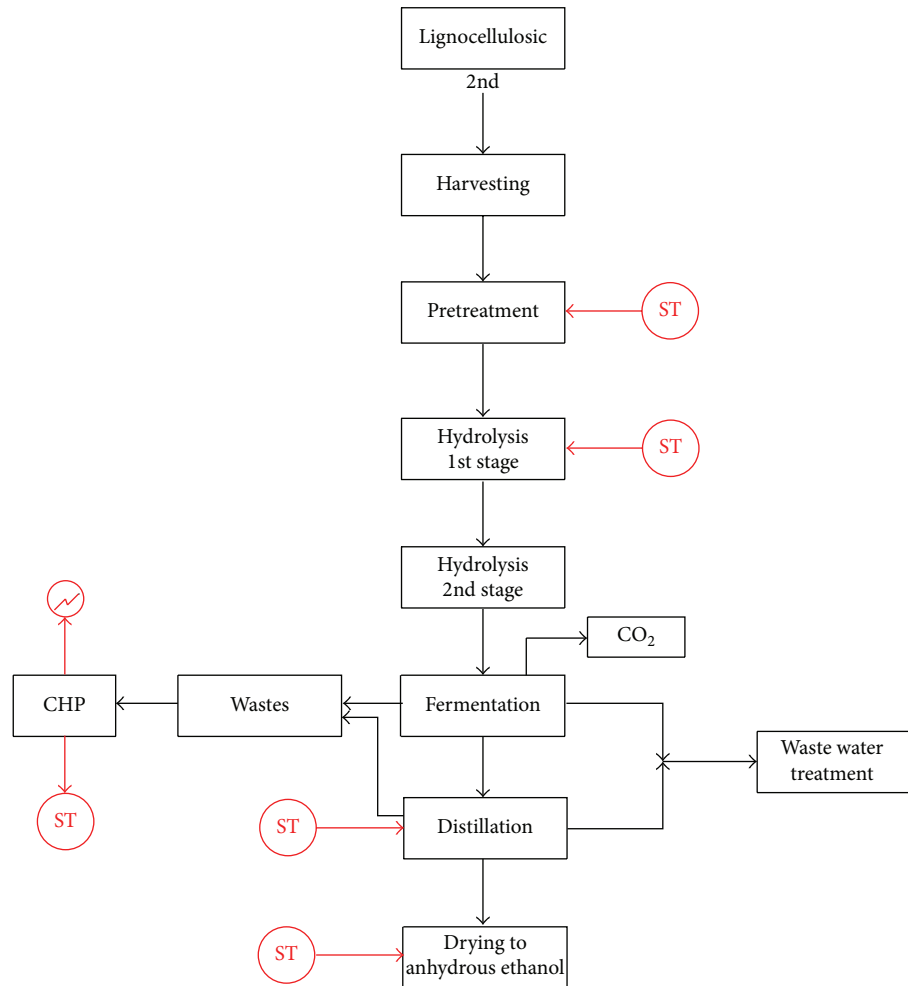 Lignocellulosic
2nd
Harvesting
Pretreatment
ST
Hydrolysis
1st stage
ST
Hydrolysis
2nd stage
CO₂
CHP
Wastes
Fermentation
Waste water
treatment
ST
ST
Distillation
ST
Drying to
anhydrous ethanol